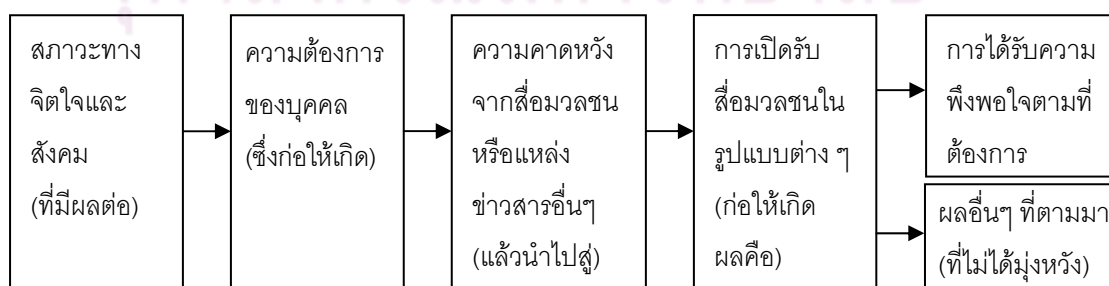 สภาวะทาง
จิตใจและ
สังคม
(ที่มีผลต่อ)
ความต้องการ
ของบุคคล
(ซึ่งก่อให้เกิด)
ความคาดหวัง
จากสื่อมวลชน
หรือแหล่ง
ข่าวสารอื่นๆ
(แล้วนำไปสู่)
การเปิดรับ
สื่อมวลชนใน
รูปแบบต่าง ๆ
(ก่อให้เกิด
ผลคือ)
การได้รับความ
พึงพอใจตามที่
ต้องการ
ผลอื่นๆ ที่ตามมา
(ที่ไม่ได้มุ่งหวัง)